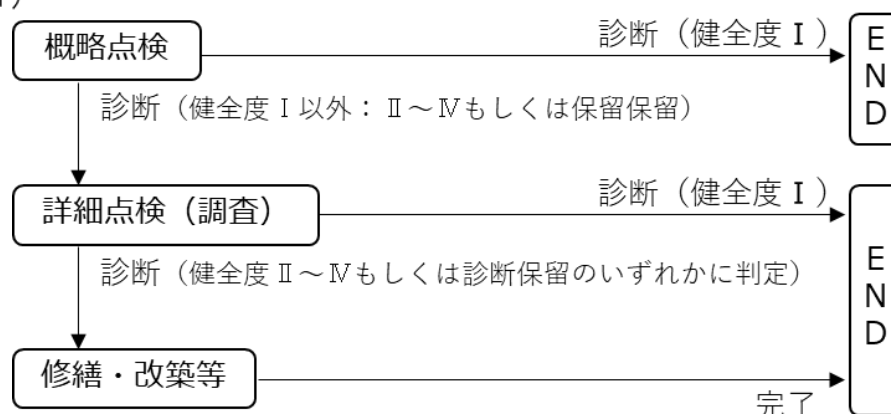 概略点検
診断（健全度Ⅰ）
END
診断（健全度Ⅰ以外：Ⅱ～Ⅳもしくは保留保留）
詳細点検（調査）
診断（健全度Ⅰ）
END
診断（健全度Ⅱ～Ⅳもしくは診断保留のいずれかに判定）
修繕・改築等
完了